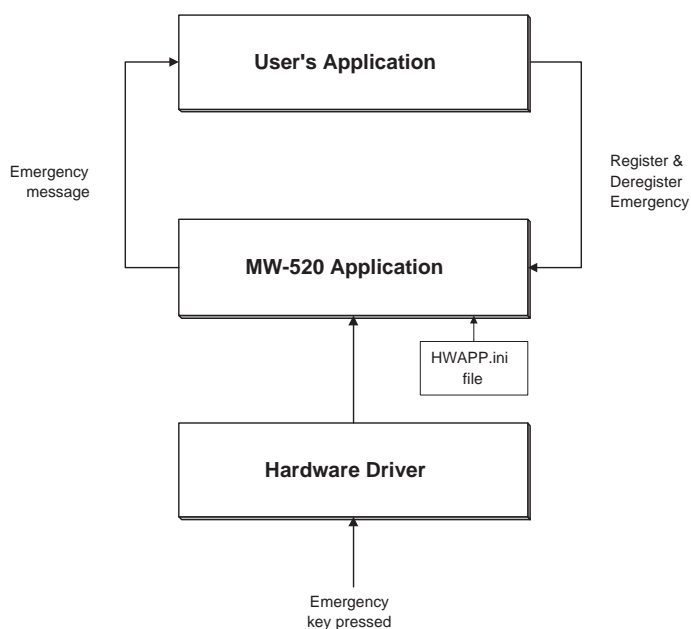 User's Application
Emergency
message
Register &
Deregister
Emergency
MW-520 Application
HWAPP.ini
file
Hardware Driver
Emergency
key pressed